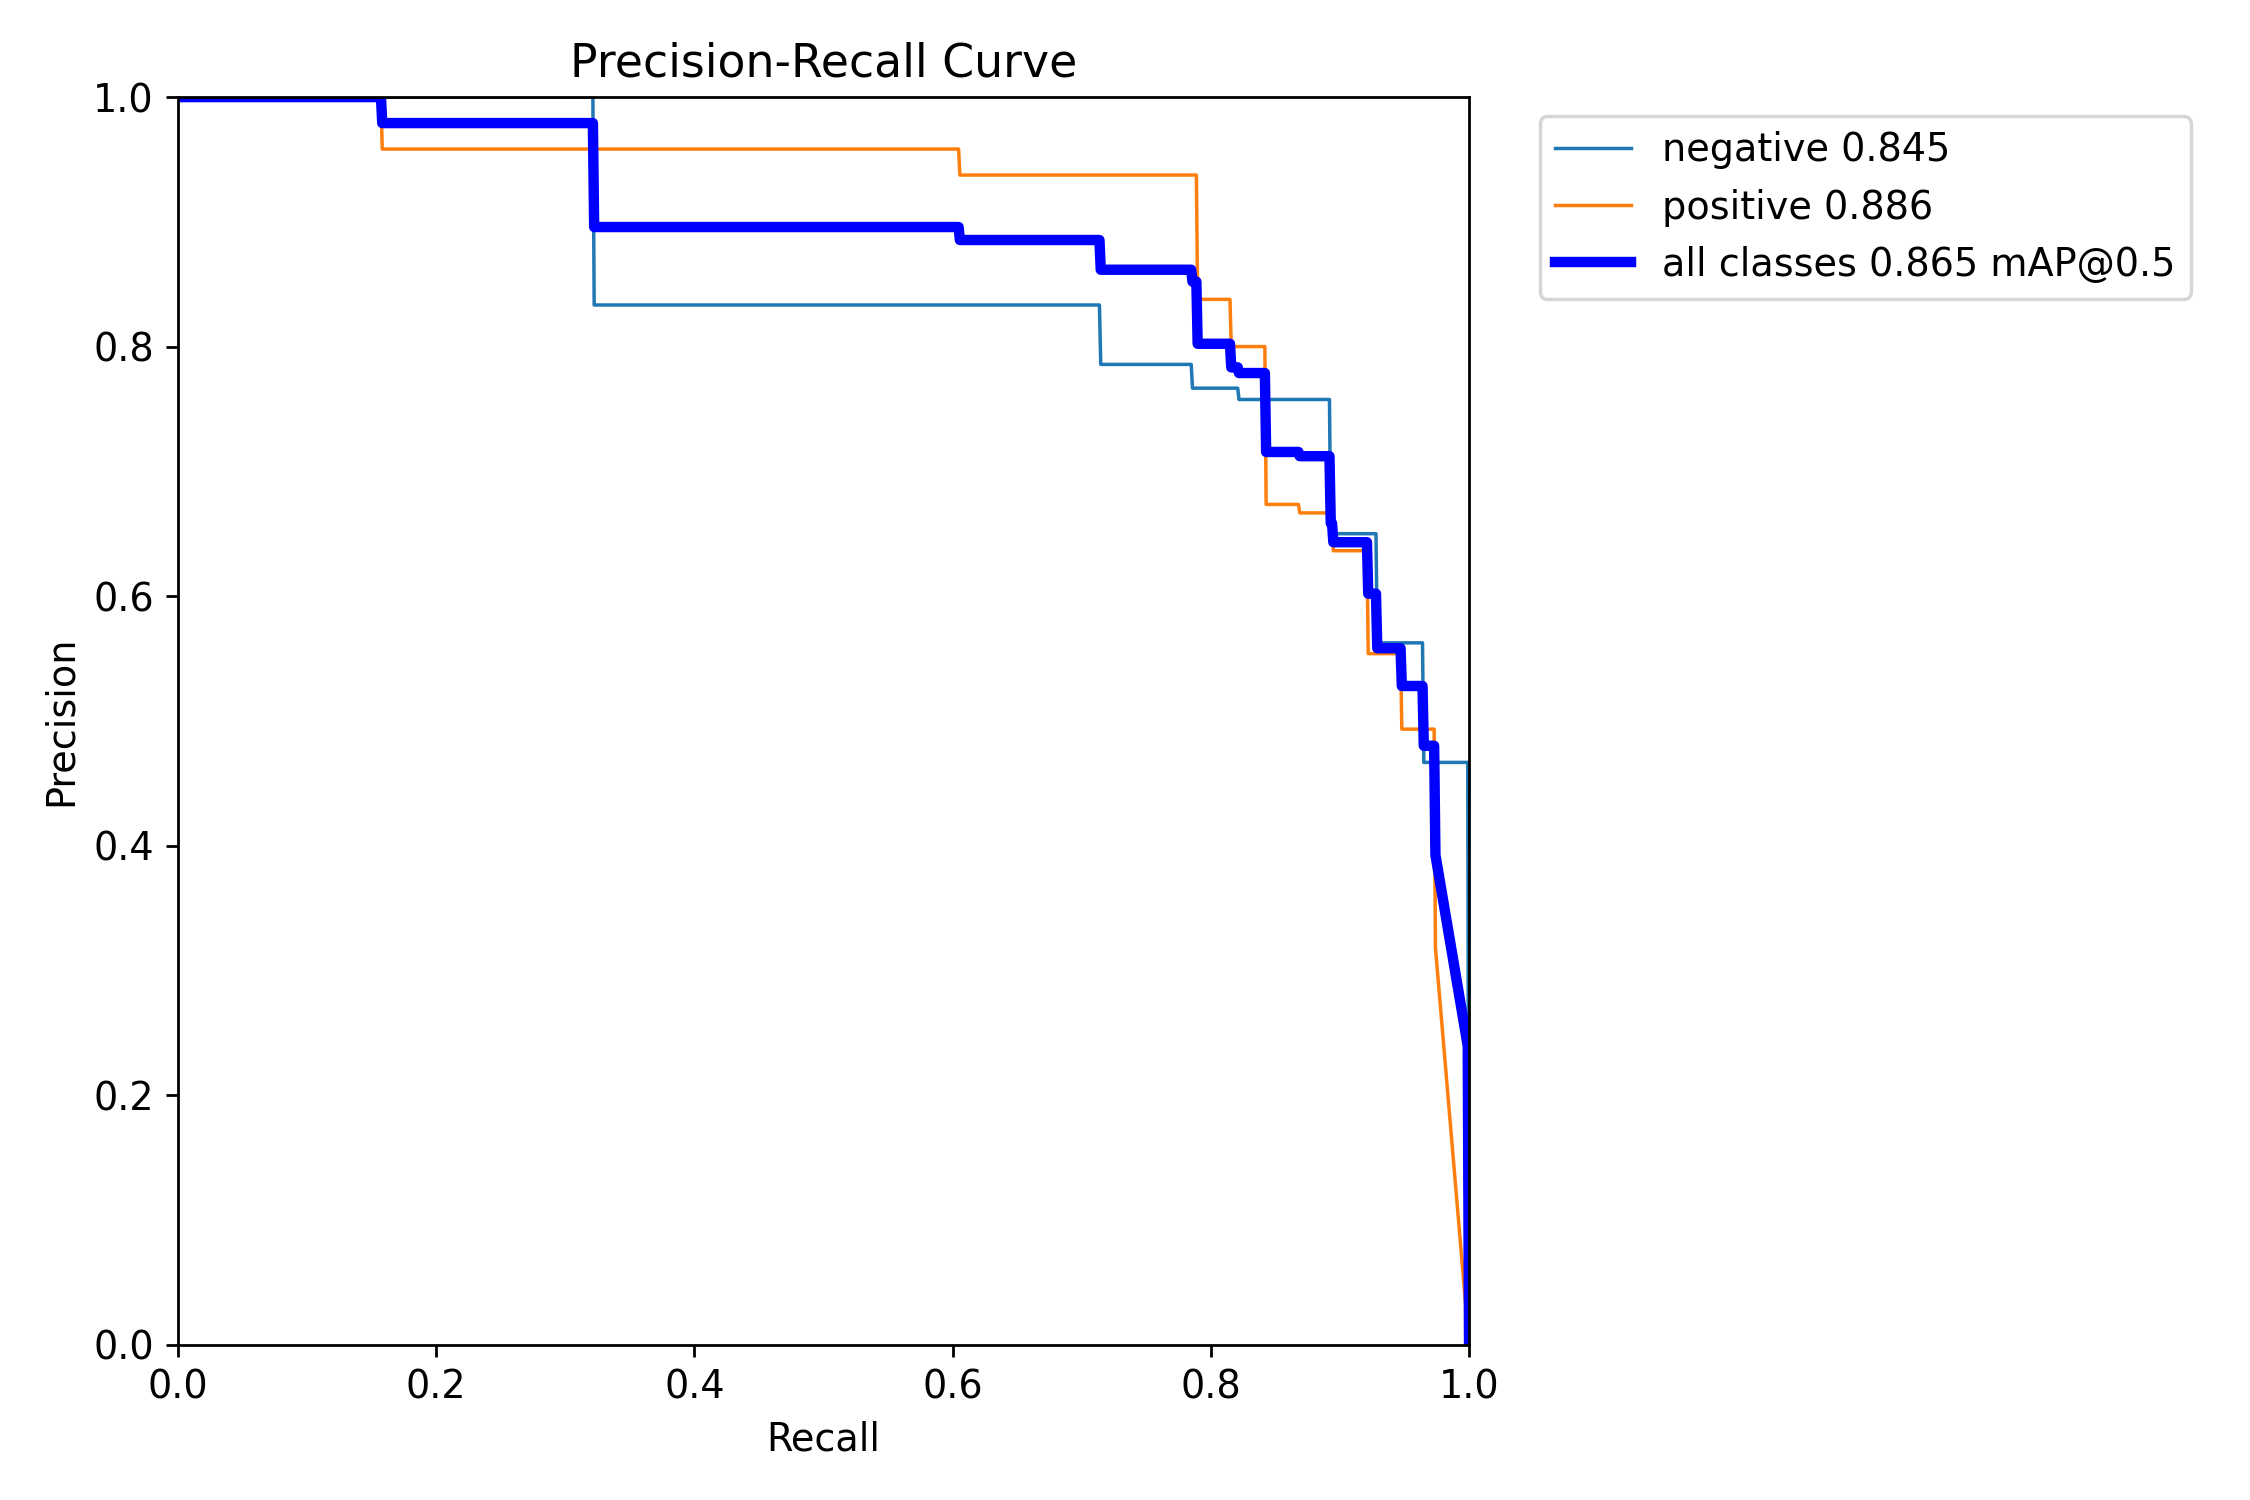 Precision-Recall Curve
1.0
0.8
0.6
0.4
0.2
0.0
Precision
0.0 0.2 0.4 0.6 0.8 1.0
Recall
negative 0.845
positive 0.886
all classes 0.865 mAP@0.5